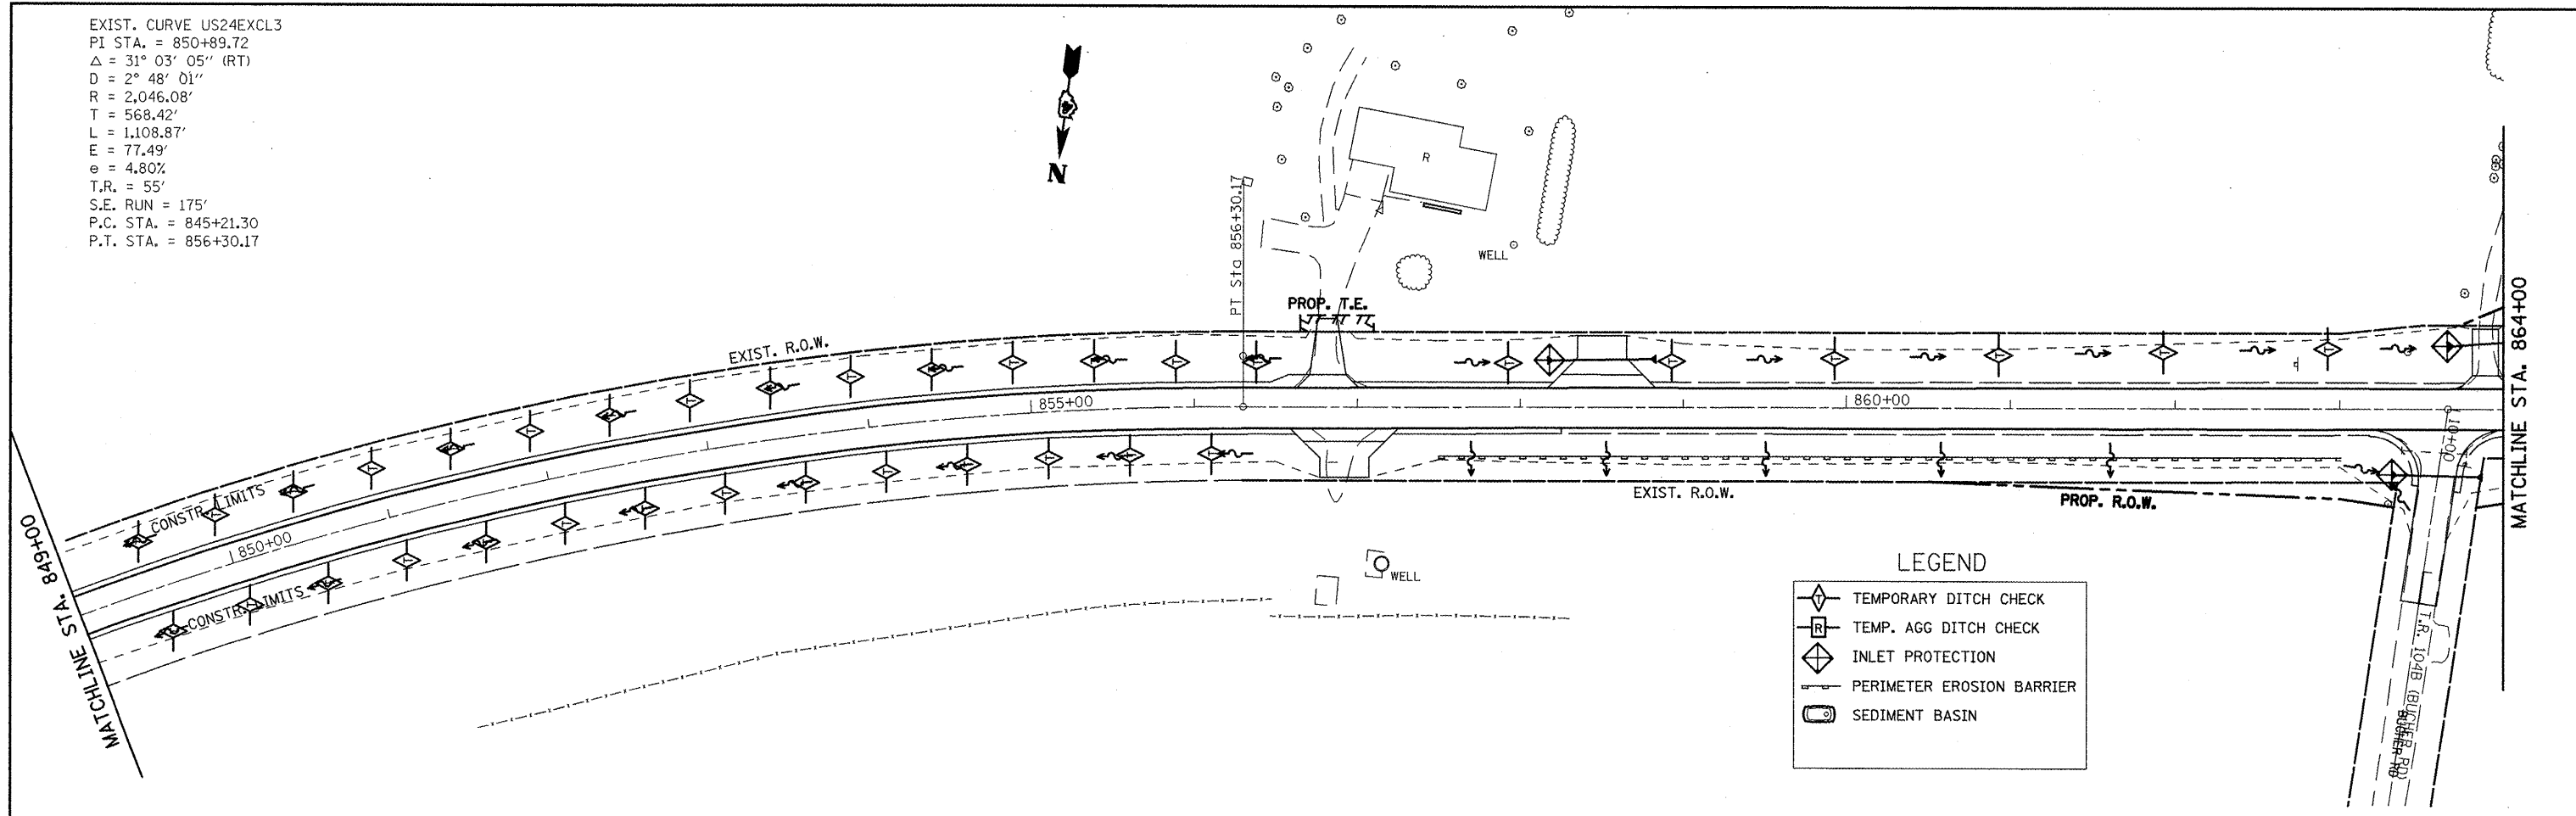 EXIST. CURVE US24EXCL3
PI STA. = 850+89.72
Δ = 31° 03' 05" (RT)
D = 2° 48' 01"
R = 2,046.08'
T = 568.42'
L = 1,108.87'
E = 77.49'
e = 4.80%
T.R. = 55'
S.E. RUN = 175'
P.C. STA. = 845+21.30
P.T. STA. = 856+30.17
N
R
WELL
PT Sta 856+30.17
PROP. T.E.
EXIST. R.O.W.
CONSTR. LIMITS
850+00
855+00
860+00
10+00
CONSTR. LIMITS
MATCHLINE STA. 849+00
MATCHLINE STA. 864+00
EXIST. R.O.W.
PROP. R.O.W.
WELL
T.R. 104B (BUCHER RD)
BUCHER RD
LEGEND
T TEMPORARY DITCH CHECK
R TEMP. AGG DITCH CHECK
INLET PROTECTION
PERIMETER EROSION BARRIER
SEDIMENT BASIN